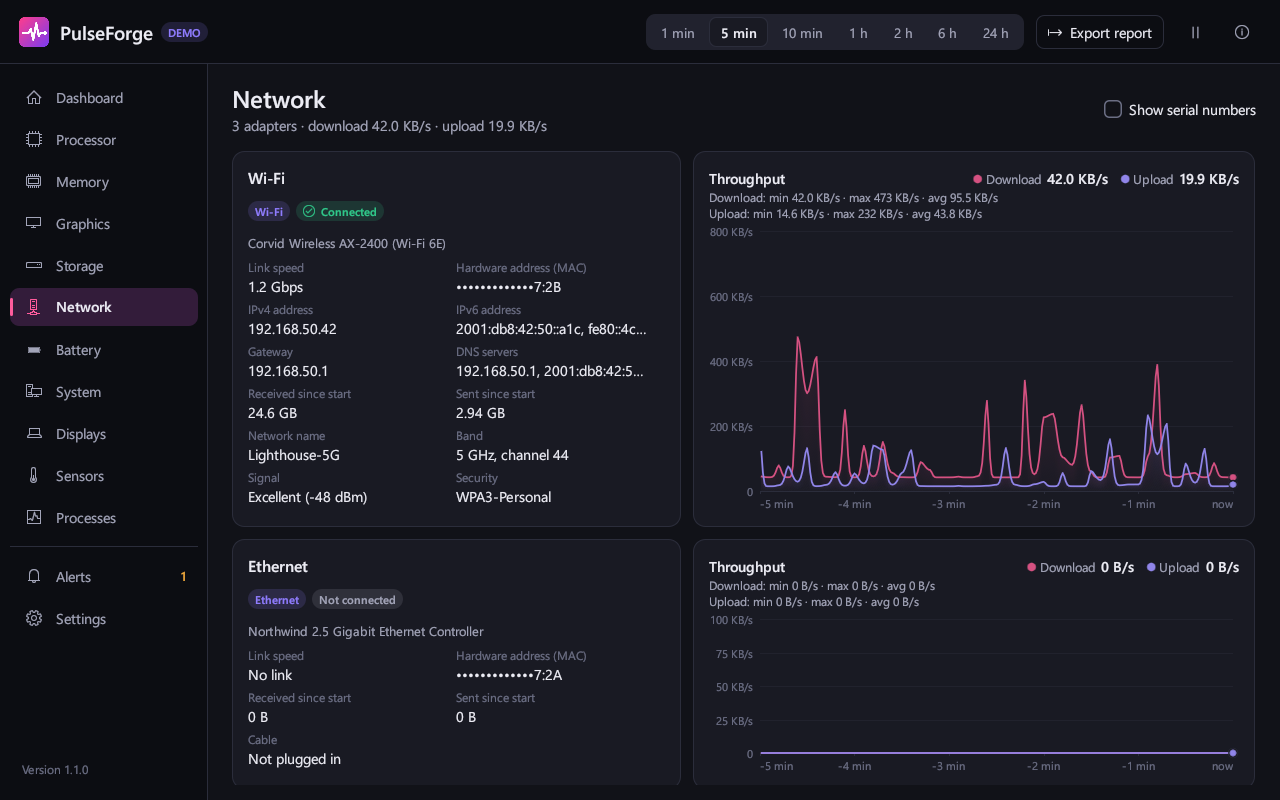 PulseForge DEMO
1 min 5 min 10 min 1 h 2 h 6 h 24 h
Export report
Dashboard
Processor
Memory
Graphics
Storage
Network
Battery
System
Displays
Sensors
Processes
Alerts 1
Settings
Version 1.1.0
Network
3 adapters · download 42.0 KB/s · upload 19.9 KB/s
Show serial numbers
Wi-Fi
Wi-Fi Connected
Corvid Wireless AX-2400 (Wi-Fi 6E)
Link speed Hardware address (MAC)
1.2 Gbps •••••••••••••7:2B
IPv4 address IPv6 address
192.168.50.42 2001:db8:42:50::a1c, fe80::4c...
Gateway DNS servers
192.168.50.1 192.168.50.1, 2001:db8:42:5...
Received since start Sent since start
24.6 GB 2.94 GB
Network name Band
Lighthouse-5G 5 GHz, channel 44
Signal Security
Excellent (-48 dBm) WPA3-Personal
Throughput Download 42.0 KB/s Upload 19.9 KB/s
Download: min 42.0 KB/s · max 473 KB/s · avg 95.5 KB/s
Upload: min 14.6 KB/s · max 232 KB/s · avg 43.8 KB/s
800 KB/s
600 KB/s
400 KB/s
200 KB/s
0
-5 min -4 min -3 min -2 min -1 min now
Ethernet
Ethernet Not connected
Northwind 2.5 Gigabit Ethernet Controller
Link speed Hardware address (MAC)
No link •••••••••••••7:2A
Received since start Sent since start
0 B 0 B
Cable
Not plugged in
Throughput Download 0 B/s Upload 0 B/s
Download: min 0 B/s · max 0 B/s · avg 0 B/s
Upload: min 0 B/s · max 0 B/s · avg 0 B/s
100 KB/s
75 KB/s
50 KB/s
25 KB/s
0
-5 min -4 min -3 min -2 min -1 min now